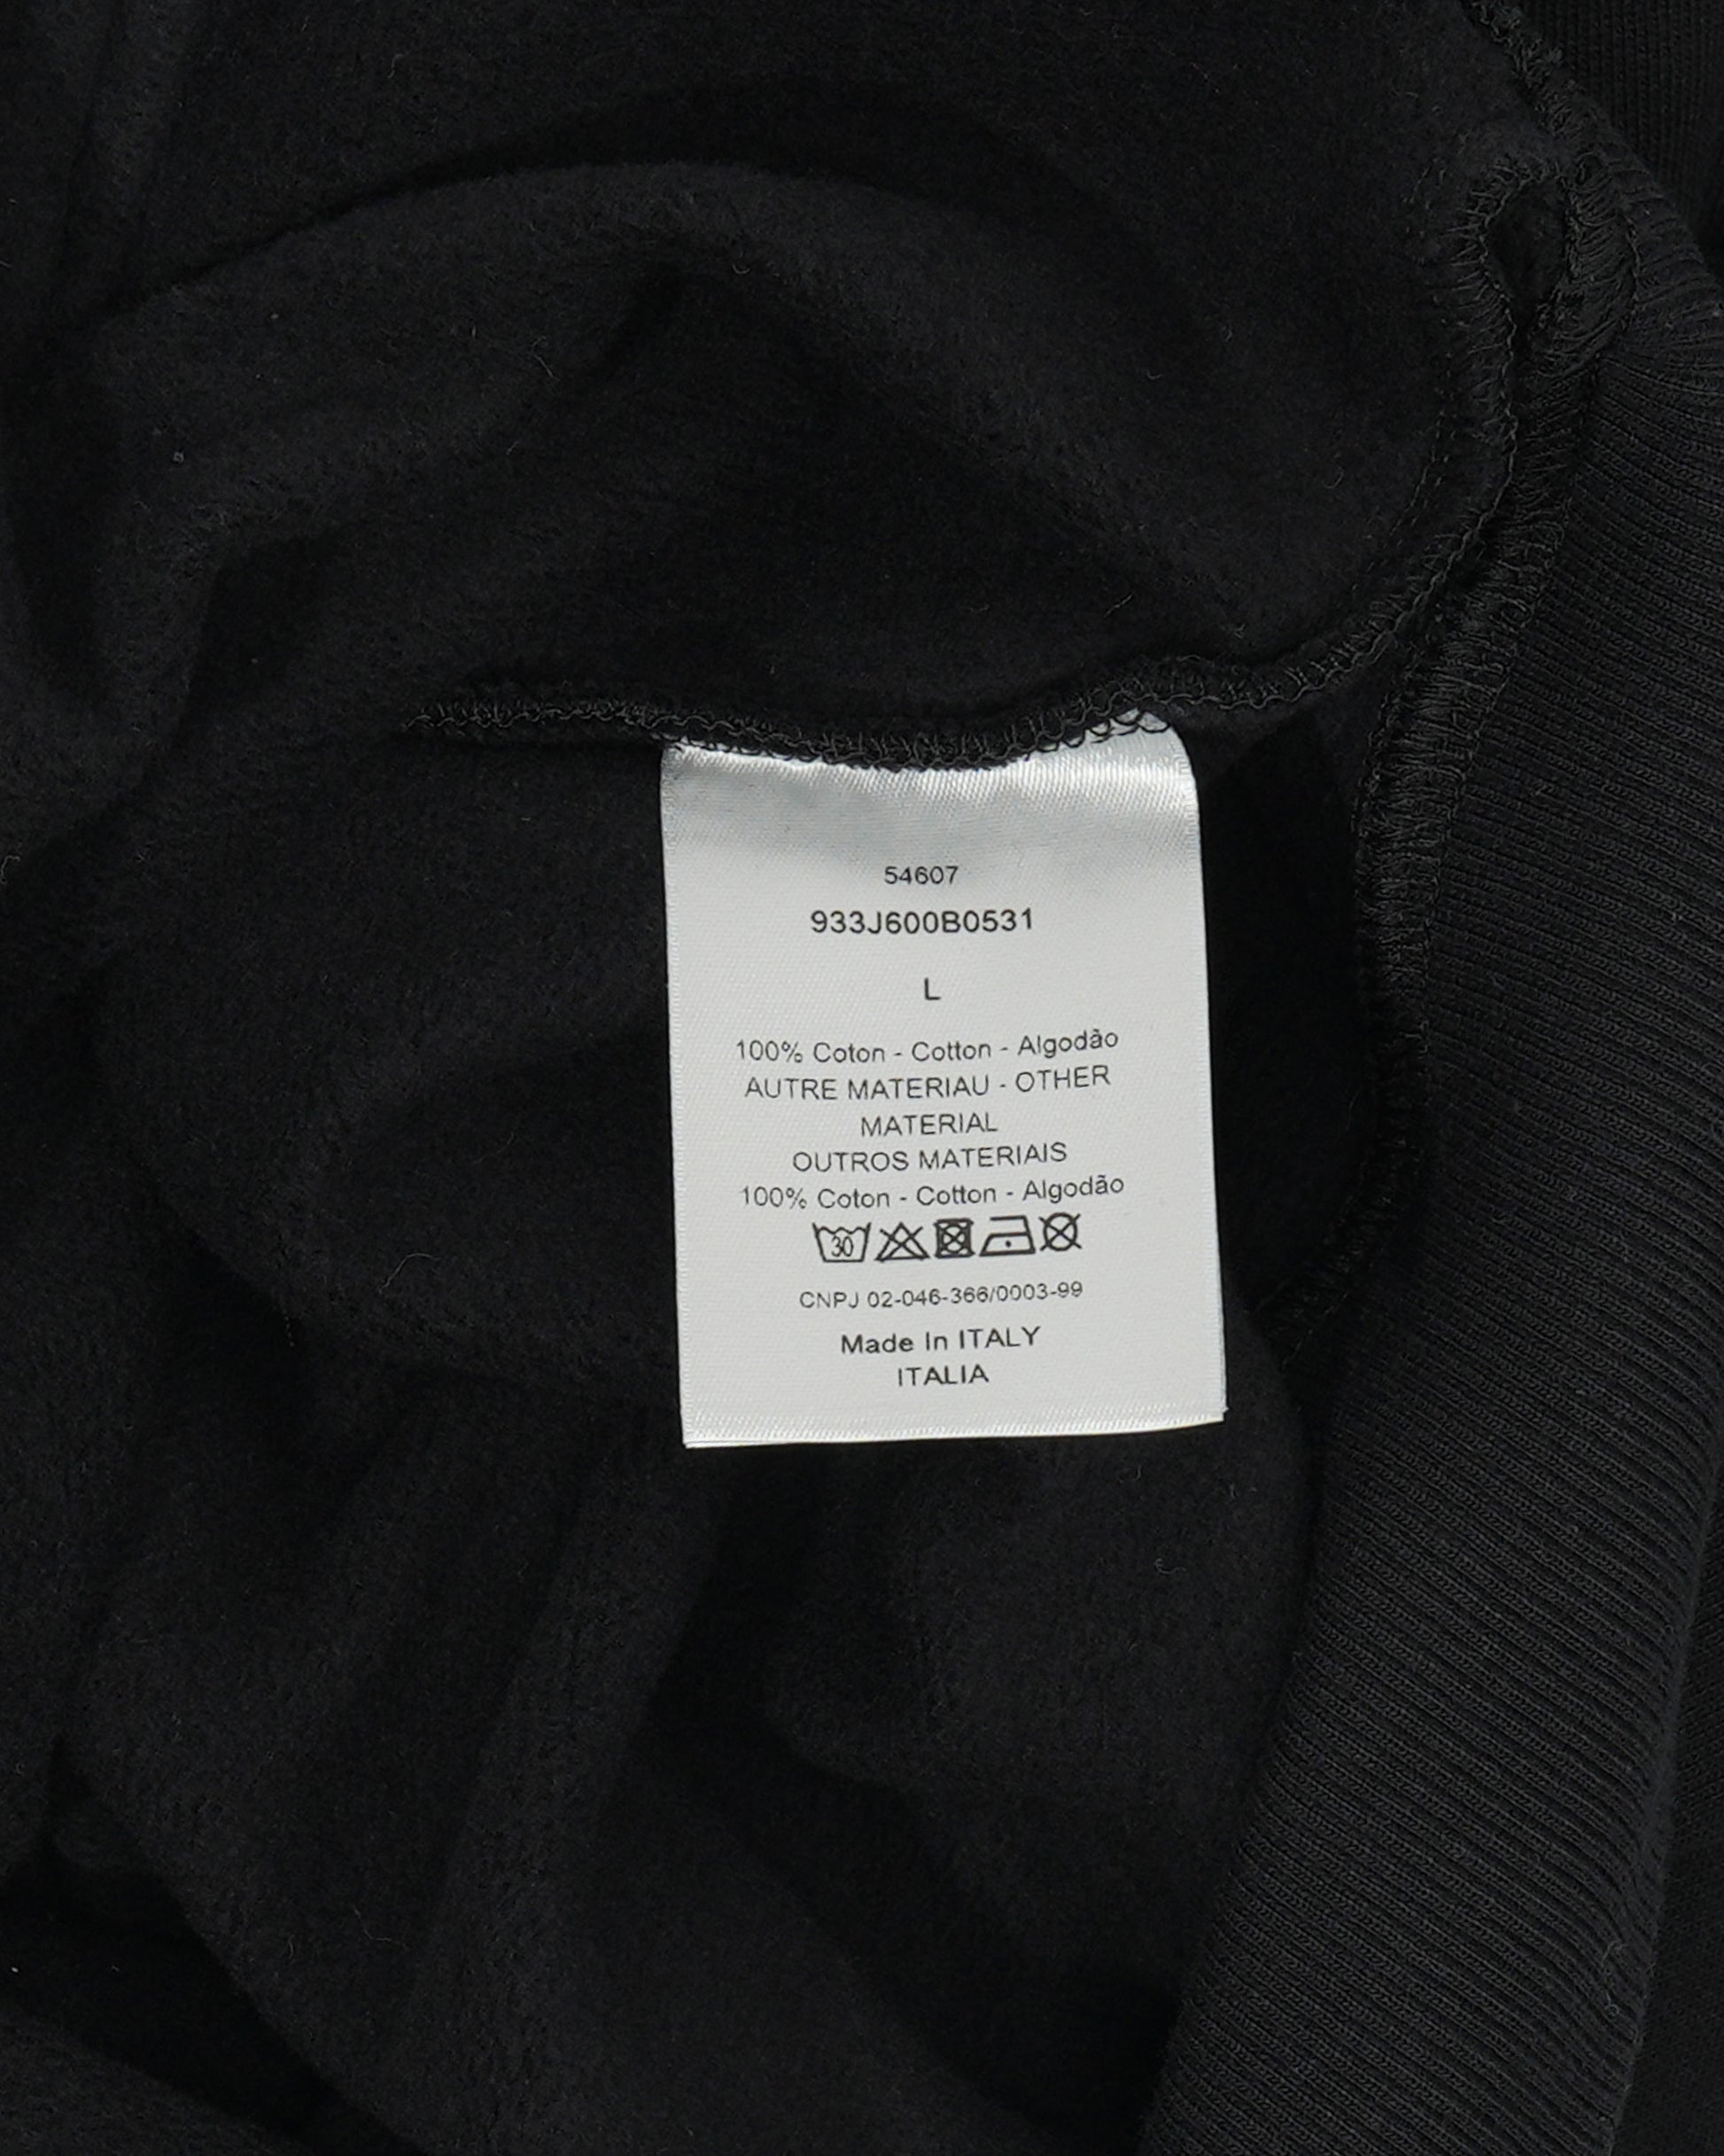 54607
933J600B0531
L
100% Coton - Cotton - Algodão
AUTRE MATERIAU - OTHER
MATERIAL
OUTROS MATERIAIS
100% Coton - Cotton - Algodão
30
CNPJ 02-046-366/0003-99
Made In ITALY
ITALIA